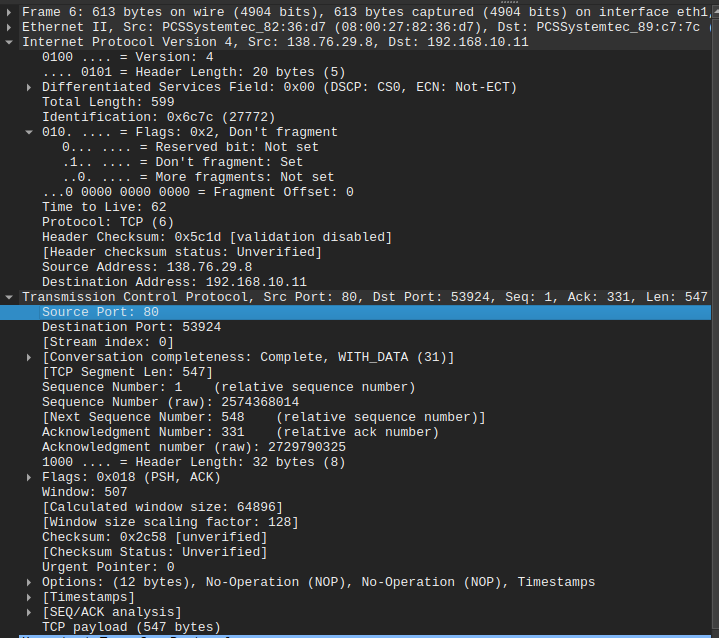 Frame 6: 613 bytes on wire (4904 bits), 613 bytes captured (4904 bits) on interface eth1,
Ethernet II, Src: PCSSystemtec_82:36:d7 (08:00:27:82:36:d7), Dst: PCSSystemtec_89:c7:7c (
Internet Protocol Version 4, Src: 138.76.29.8, Dst: 192.168.10.11
0100 .... = Version: 4
.... 0101 = Header Length: 20 bytes (5)
Differentiated Services Field: 0x00 (DSCP: CS0, ECN: Not-ECT)
Total Length: 599
Identification: 0x6c7c (27772)
010. .... = Flags: 0x2, Don't fragment
0... .... = Reserved bit: Not set
.1.. .... = Don't fragment: Set
..0. .... = More fragments: Not set
...0 0000 0000 0000 = Fragment Offset: 0
Time to Live: 62
Protocol: TCP (6)
Header Checksum: 0x5c1d [validation disabled]
[Header checksum status: Unverified]
Source Address: 138.76.29.8
Destination Address: 192.168.10.11
Transmission Control Protocol, Src Port: 80, Dst Port: 53924, Seq: 1, Ack: 331, Len: 547
Source Port: 80
Destination Port: 53924
[Stream index: 0]
[Conversation completeness: Complete, WITH_DATA (31)]
[TCP Segment Len: 547]
Sequence Number: 1    (relative sequence number)
Sequence Number (raw): 2574368014
[Next Sequence Number: 548    (relative sequence number)]
Acknowledgment Number: 331    (relative ack number)
Acknowledgment number (raw): 2729790325
1000 .... = Header Length: 32 bytes (8)
Flags: 0x018 (PSH, ACK)
Window: 507
[Calculated window size: 64896]
[Window size scaling factor: 128]
Checksum: 0x2c58 [unverified]
[Checksum Status: Unverified]
Urgent Pointer: 0
Options: (12 bytes), No-Operation (NOP), No-Operation (NOP), Timestamps
[Timestamps]
[SEQ/ACK analysis]
TCP payload (547 bytes)